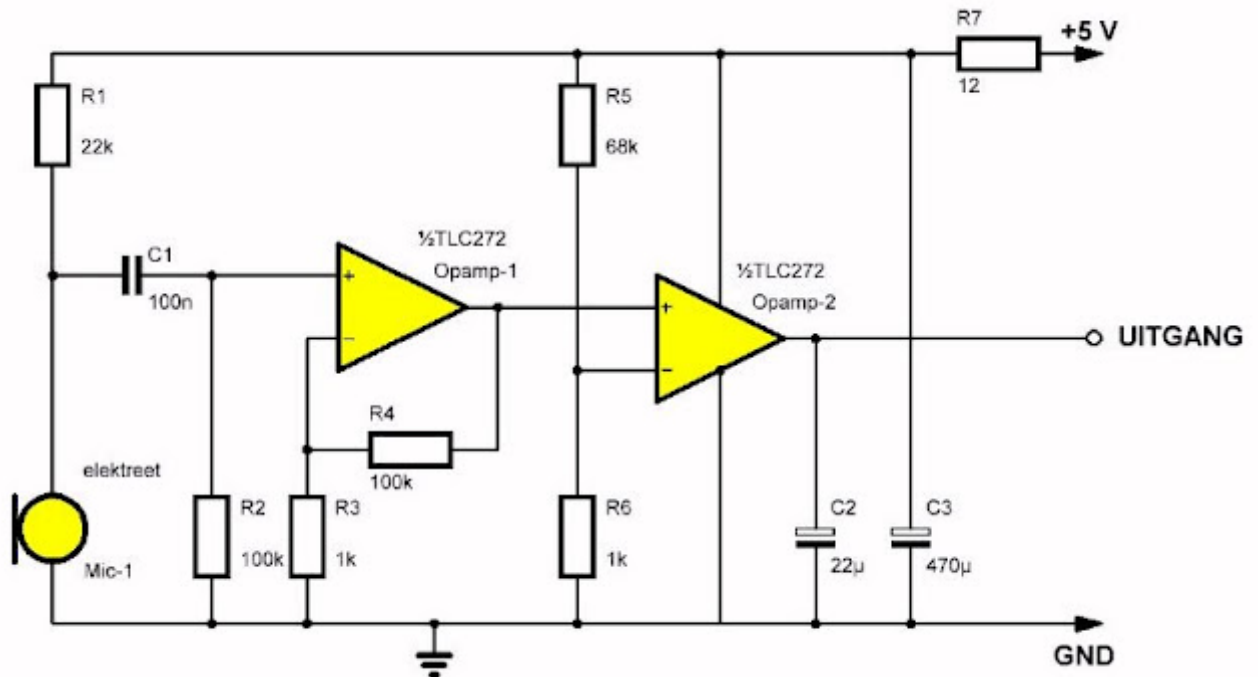 R7
+5 V
12
R1
22k
R5
68k
½TLC272
Opamp-1
C1
100n
+
−
½TLC272
Opamp-2
+
−
UITGANG
R4
100k
elektreet
Mic-1
R2
100k
R3
1k
R6
1k
C2
22µ
C3
470µ
GND